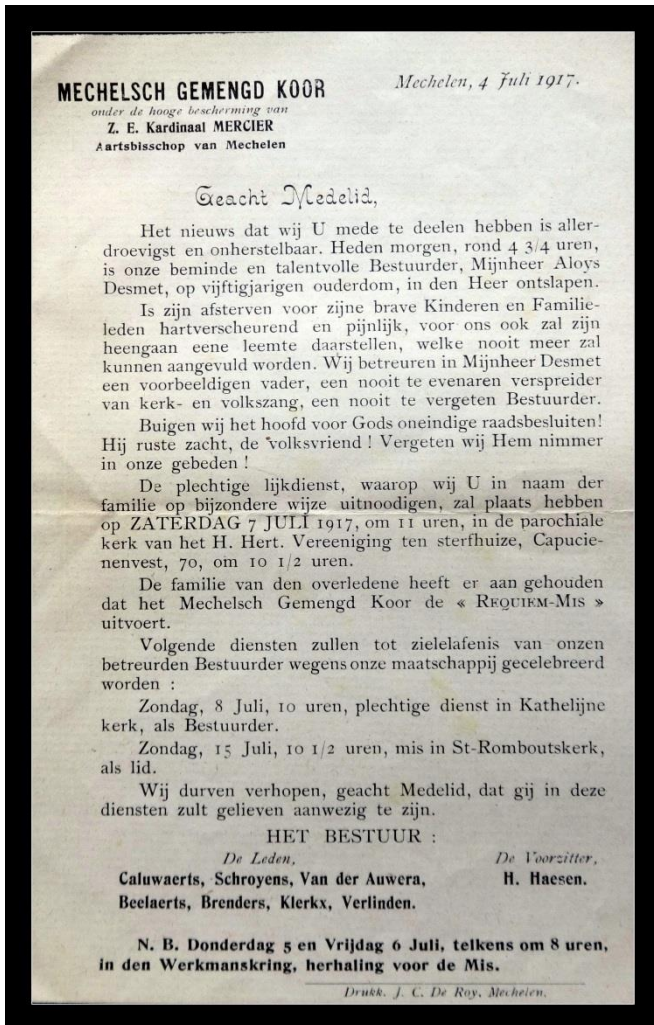 MECHELSCH GEMENGD KOOR
onder de hooge bescherming van
Z. E. Kardinaal MERCIER
Aartsbisschop van Mechelen
Mechelen, 4 Juli 1917.
Geacht Medelid,
Het nieuws dat wij U mede te deelen hebben is aller-
droevigst en onherstelbaar. Heden morgen, rond 4 3/4 uren,
is onze beminde en talentvolle Bestuurder, Mijnheer Aloys
Desmet, op vijftigjarigen ouderdom, in den Heer ontslapen.
Is zijn afsterven voor zijne brave Kinderen en Familie-
leden hartverscheurend en pijnlijk, voor ons ook zal zijn
heengaan eene leemte daarstellen, welke nooit meer zal
kunnen aangevuld worden. Wij betreuren in Mijnheer Desmet
een voorbeeldigen vader, een nooit te evenaren verspreider
van kerk- en volkszang, een nooit te vergeten Bestuurder.
Buigen wij het hoofd voor Gods oneindige raadsbesluiten!
Hij ruste zacht, de volksvriend ! Vergeten wij Hem nimmer
in onze gebeden !
De plechtige lijkdienst, waarop wij U in naam der
familie op bijzondere wijze uitnoodigen, zal plaats hebben
op ZATERDAG 7 JULI 1917, om 11 uren, in de parochiale
kerk van het H. Hert. Vereeniging ten sterfhuize, Capucie-
nenvest, 70, om 10 1/2 uren.
De familie van den overledene heeft er aan gehouden
dat het Mechelsch Gemengd Koor de « REQUIEM-MIS »
uitvoert.
Volgende diensten zullen tot zielelafenis van onzen
betreurden Bestuurder wegens onze maatschappij gecelebreerd
worden :
Zondag, 8 Juli, 10 uren, plechtige dienst in Kathelijne
kerk, als Bestuurder.
Zondag, 15 Juli, 10 1/2 uren, mis in St-Romboutskerk,
als lid.
Wij durven verhopen, geacht Medelid, dat gij in deze
diensten zult gelieven aanwezig te zijn.
HET BESTUUR :
De Leden,
Caluwaerts, Schroyens, Van der Auwera,
Beelaerts, Brenders, Klerkx, Verlinden.
De Voorzitter,
H. Haesen.
N. B. Donderdag 5 en Vrijdag 6 Juli, telkens om 8 uren,
in den Werkmanskring, herhaling voor de Mis.
Drukk. J. C. De Roy, Mechelen.